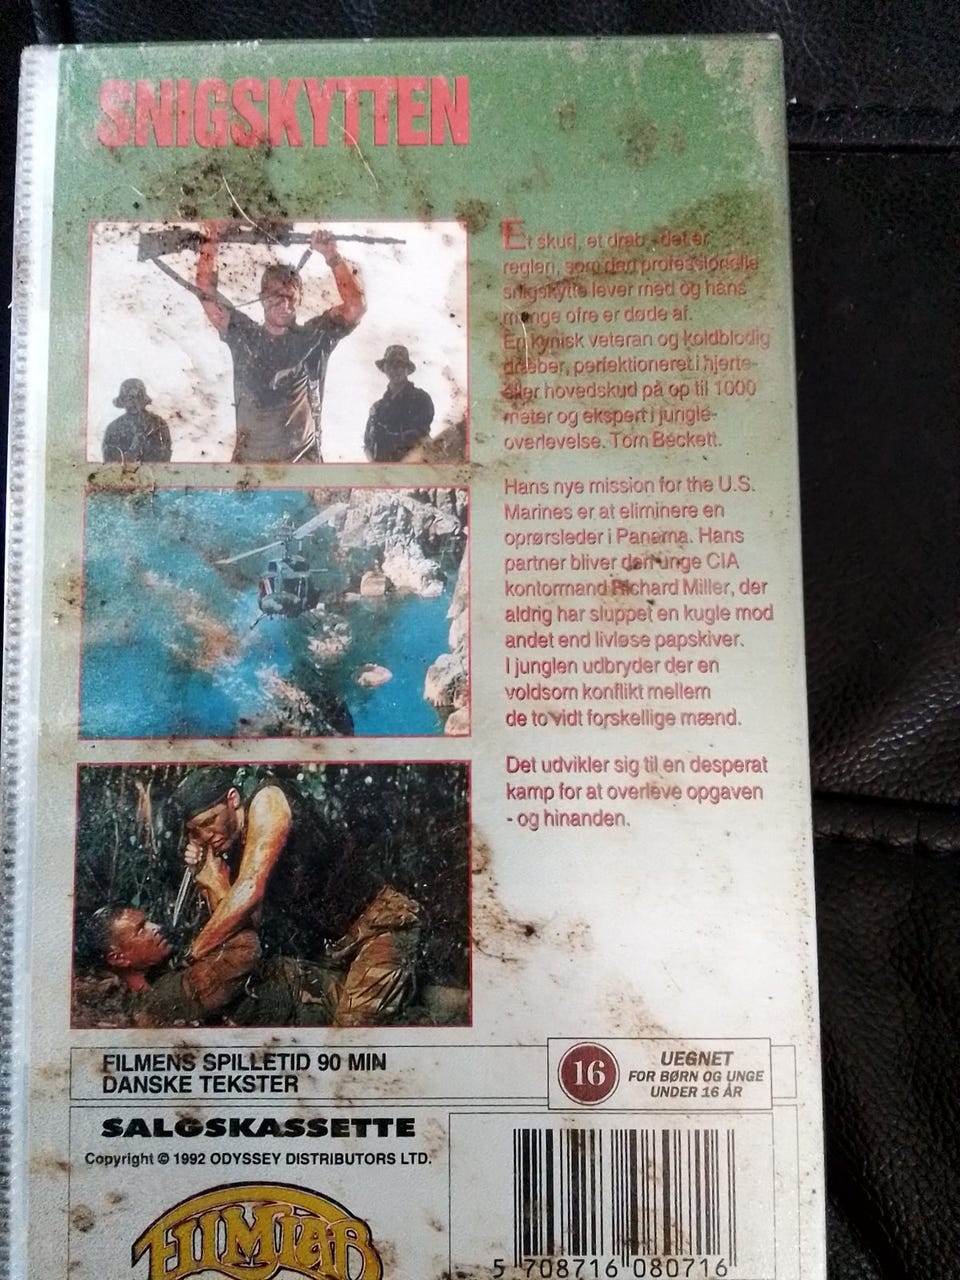 SNIGSKYTTEN
Et skud, et drab - det er
reglen, som den professionelle
snigskytte lever med og hans
mange ofre er døde af.
En kynisk veteran og koldblodig
dræber, perfektioneret i hjerte-
eller hovedskud på op til 1000
meter og ekspert i jungle-
overlevelse. Tom Beckett.
Hans nye mission for the U.S.
Marines er at eliminere en
oprørsleder i Panama. Hans
partner bliver den unge CIA
kontormand Richard Miller, der
aldrig har sluppet en kugle mod
andet end livløse papskiver.
I junglen udbryder der en
voldsom konflikt mellem
de to vidt forskellige mænd.
Det udvikler sig til en desperat
kamp for at overleve opgaven
- og hinanden.
FILMENS SPILLETID 90 MIN
DANSKE TEKSTER
16
UEGNET
FOR BØRN OG UNGE
UNDER 16 ÅR
SALGSKASSETTE
Copyright © 1992 ODYSSEY DISTRIBUTORS LTD.
FILMLAB
5 708716 080716